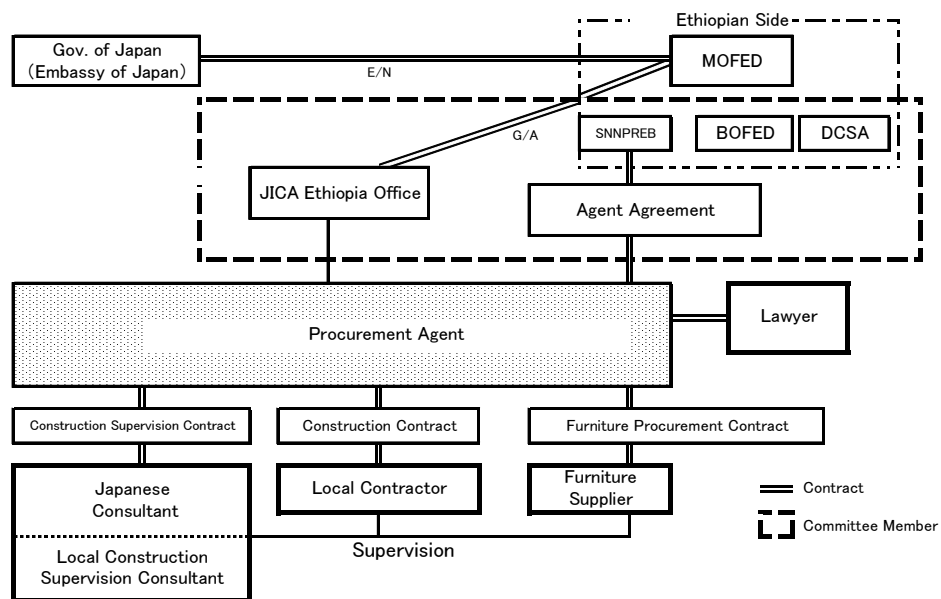 Ethiopian Side
Gov. of Japan
(Embassy of Japan)
MOFED
E/N
G/A
SNNPREB
BOFED
DCSA
JICA Ethiopia Office
Agent Agreement
Procurement Agent
Lawyer
Construction Supervision Contract
Construction Contract
Furniture Procurement Contract
Japanese
Consultant
Local Contractor
Furniture
Supplier
Contract
Committee Member
Supervision
Local Construction
Supervision Consultant